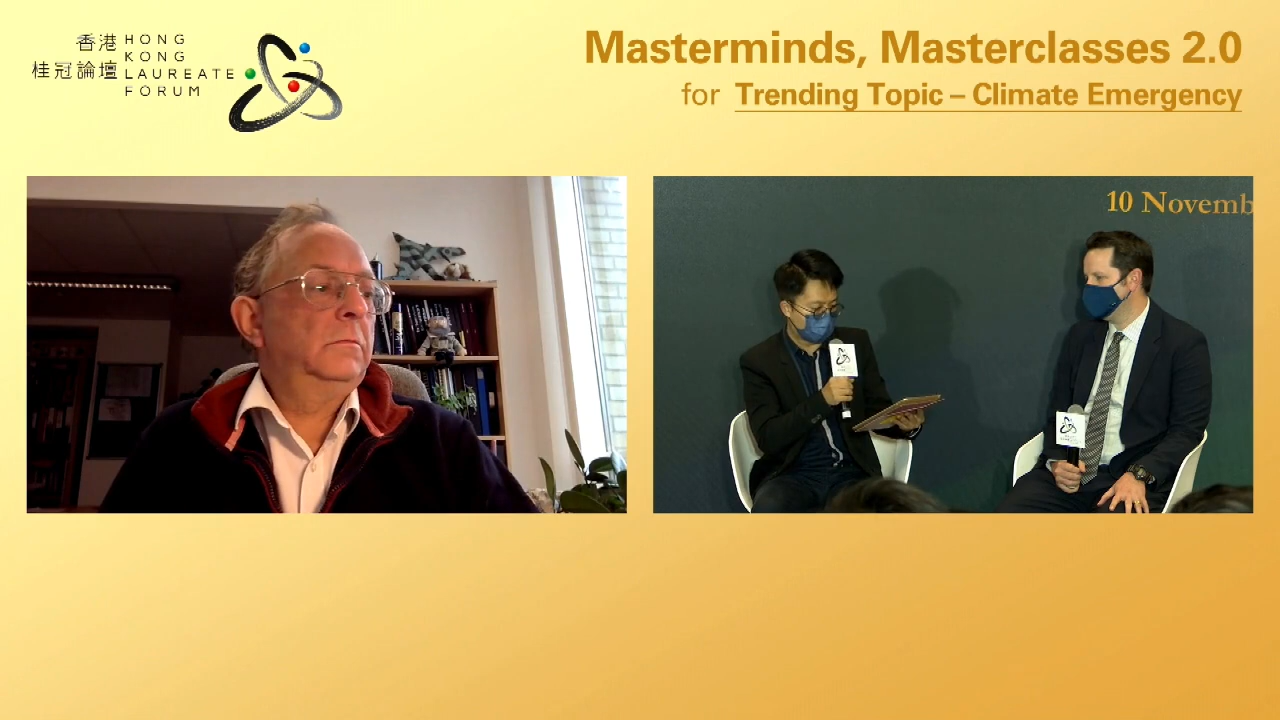 香港
桂冠論壇
HONG
KONG
LAUREATE
FORUM
Masterminds, Masterclasses 2.0
for Trending Topic – Climate Emergency
10 Novemb